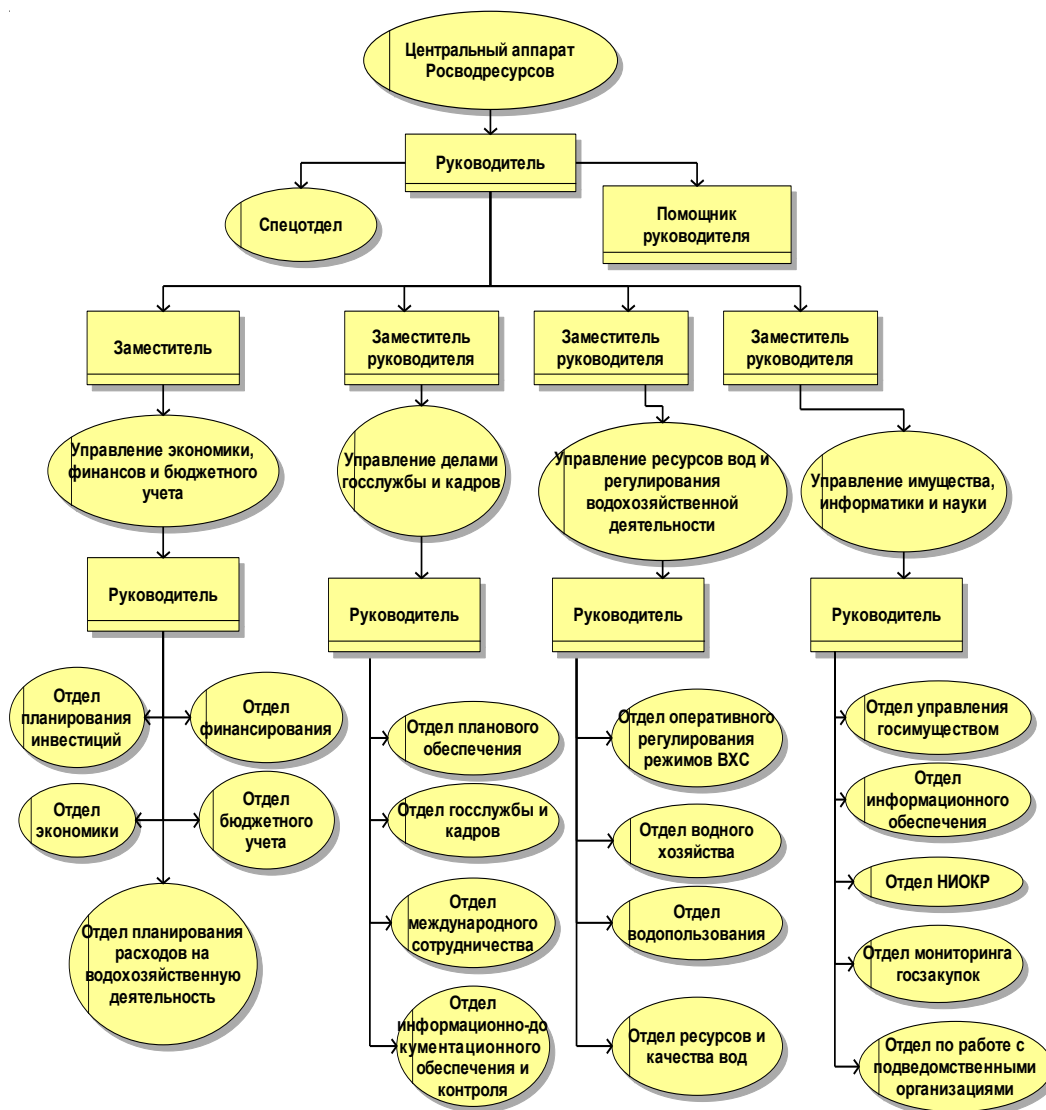 Центральный аппарат
Росводресурсов
Руководитель
Спецотдел
Помощник
руководителя
Заместитель
Заместитель
руководителя
Заместитель
руководителя
Заместитель
руководителя
Управление экономики,
финансов и бюджетного
учета
Управление делами
госслужбы и кадров
Управление ресурсов вод и
регулирования
водохозяйственной
деятельности
Управление имущества,
информатики и науки
Руководитель
Руководитель
Руководитель
Руководитель
Отдел
планирования
инвестиций
Отдел
финансирования
Отдел
экономики
Отдел
бюджетного
учета
Отдел планирования
расходов на
водохозяйственную
деятельность
Отдел планового
обеспечения
Отдел госслужбы и
кадров
Отдел
международного
сотрудничества
Отдел
информационно-до
кументационного
обеспечения и
контроля
Отдел оперативного
регулирования
режимов ВХС
Отдел водного
хозяйства
Отдел
водопользования
Отдел ресурсов и
качества вод
Отдел управления
госимуществом
Отдел
информационного
обеспечения
Отдел НИОКР
Отдел мониторинга
госзакупок
Отдел по работе с
подведомственными
организациями